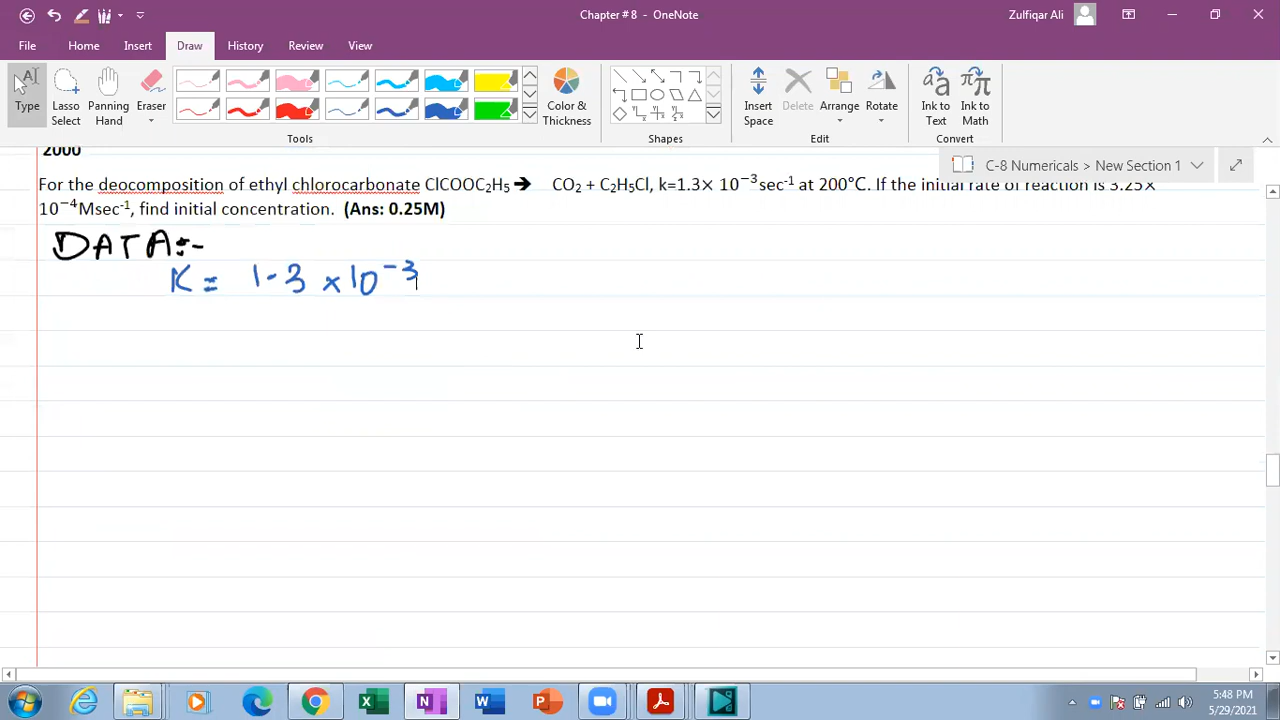 Chapter # 8 - OneNote
Zulfiqar Ali
File Home Insert Draw History Review View
Type
Lasso Select
Panning Hand
Eraser
Color & Thickness
Insert Space
Delete
Arrange
Rotate
Ink to Text
Ink to Math
Tools
Shapes
Edit
Convert
2000
C-8 Numericals > New Section 1
For the deocomposition of ethyl chlorocarbonate ClCOOC₂H₅ → CO₂ + C₂H₅Cl, k=1.3× 10⁻³sec⁻¹ at 200℃. If the initial rate of reaction is 3.25×
10⁻⁴Msec⁻¹, find initial concentration. (Ans: 0.25M)
DATA:-
K = 1.3 × 10⁻³
5:48 PM
5/29/2021